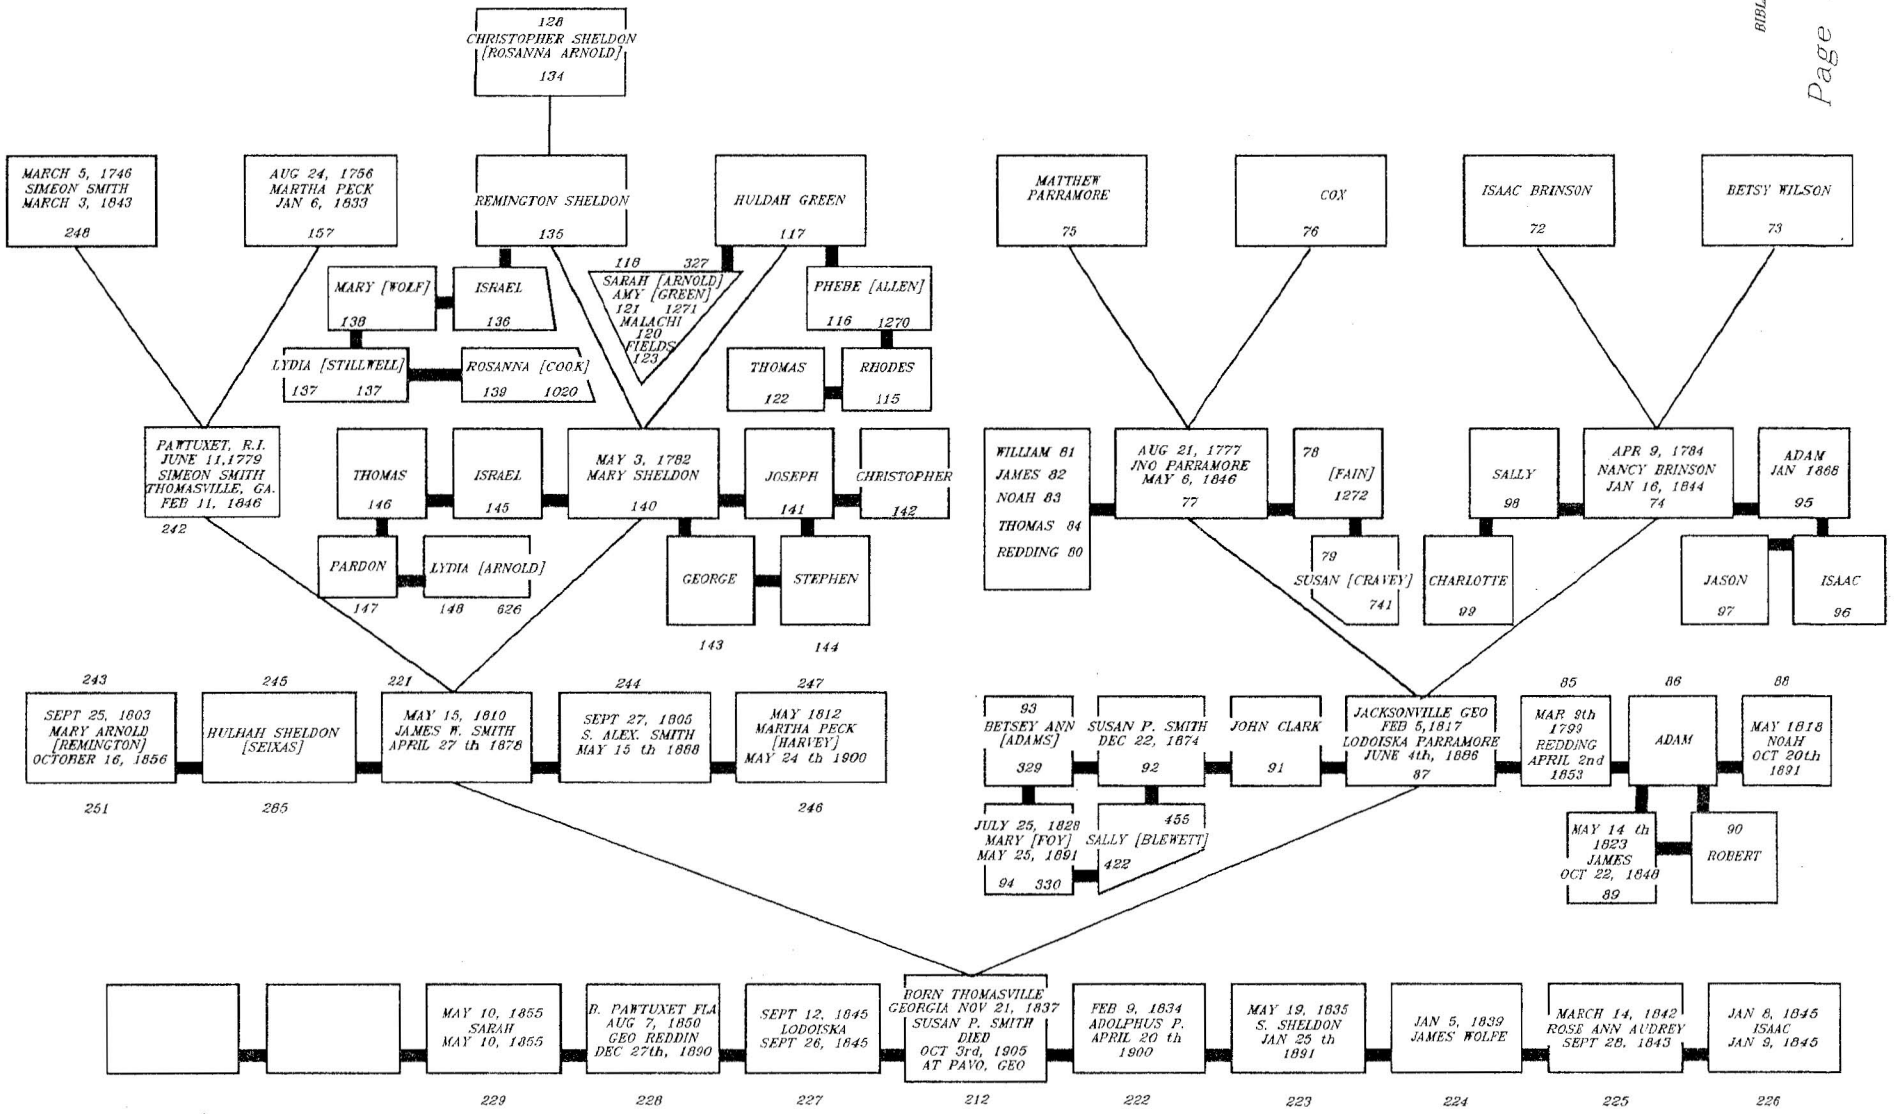 BIBL
Page
128
CHRISTOPHER SHELDON
[ROSANNA ARNOLD]
134
MARCH 5, 1746
SIMEON SMITH
MARCH 3, 1843
248
AUG 24, 1756
MARTHA PECK
JAN 6, 1833
157
REMINGTON SHELDON
135
HULDAH GREEN
117
MATTHEW
PARRAMORE
75
COX
76
ISAAC BRINSON
72
BETSY WILSON
73
MARY [WOLF]
138
ISRAEL
136
118 327
SARAH [ARNOLD]
AMY [GREEN]
121 1271
MALACHI
120
FIELDS
123
PHEBE [ALLEN]
116 1270
LYDIA [STILLWELL]
137 137
ROSANNA [COOK]
139 1020
THOMAS
122
RHODES
115
PAWTUXET, R.I.
JUNE 11,1779
SIMEON SMITH
THOMASVILLE, GA.
FEB 11, 1846
242
THOMAS
146
ISRAEL
145
MAY 3, 1782
MARY SHELDON
140
JOSEPH
141
CHRISTOPHER
142
WILLIAM 81
JAMES 82
NOAH 83
THOMAS 84
REDDING 80
AUG 21, 1777
JNO PARRAMORE
MAY 6, 1846
77
78
[FAIN]
1272
SALLY
98
APR 9, 1784
NANCY BRINSON
JAN 16, 1844
74
ADAM
JAN 1868
95
PARDON
147
LYDIA [ARNOLD]
148 626
GEORGE
143
STEPHEN
144
79
SUSAN [CRAVEY]
741
CHARLOTTE
99
JASON
97
ISAAC
96
243
SEPT 25, 1803
MARY ARNOLD
[REMINGTON]
OCTOBER 16, 1856
251
245
HULHAH SHELDON
[SEIXAS]
285
221
MAY 15, 1810
JAMES W. SMITH
APRIL 27 th 1878
244
SEPT 27, 1805
S. ALEX. SMITH
MAY 15 th 1868
247
MAY 1812
MARTHA PECK
[HARVEY]
MAY 24 th 1900
246
93
BETSEY ANN
[ADAMS]
329
SUSAN P. SMITH
DEC 22, 1874
92
JOHN CLARK
91
JACKSONVILLE GEO
FEB 5,1817
LODOISKA PARRAMORE
JUNE 4th, 1886
87
85
MAR 9th
1799
REDDING
APRIL 2nd
1853
86
ADAM
88
MAY 1818
NOAH
OCT 20th
1891
JULY 25, 1828
MARY [FOY]
MAY 25, 1891
94 330
455
SALLY [BLEWETT]
422
MAY 14 th
1823
JAMES
OCT 22, 1848
89
90
ROBERT
MAY 10, 1855
SARAH
MAY 10, 1855
229
B. PAWTUXET FLA
AUG 7, 1850
GEO REDDIN
DEC 27th, 1890
228
SEPT 12, 1845
LODOISKA
SEPT 26, 1845
227
BORN THOMASVILLE
GEORGIA NOV 21, 1837
SUSAN P. SMITH
DIED
OCT 3rd, 1905
AT PAVO, GEO
212
FEB 9, 1834
ADOLPHUS P.
APRIL 20 th
1900
222
MAY 19, 1835
S. SHELDON
JAN 25 th
1891
223
JAN 5, 1839
JAMES WOLFE
224
MARCH 14, 1842
ROSE ANN AUDREY
SEPT 28, 1843
225
JAN 8, 1845
ISAAC
JAN 9, 1845
226